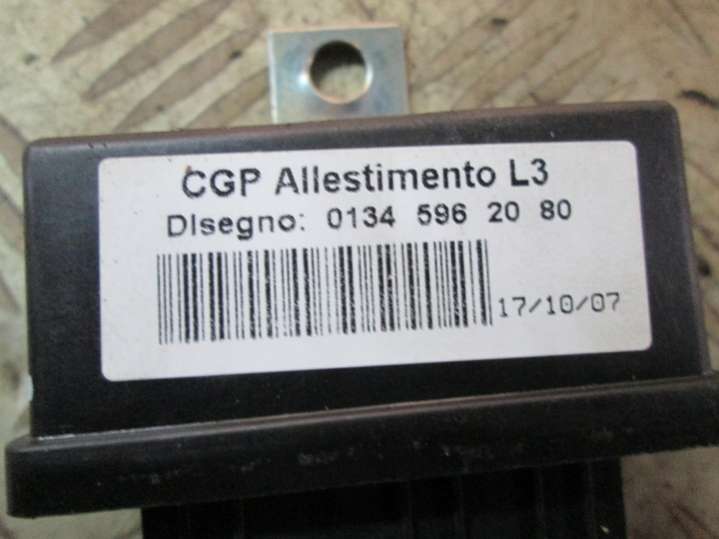 CGP Allestimento L3
DIsegno: 0134 596 20 80
17/10/07